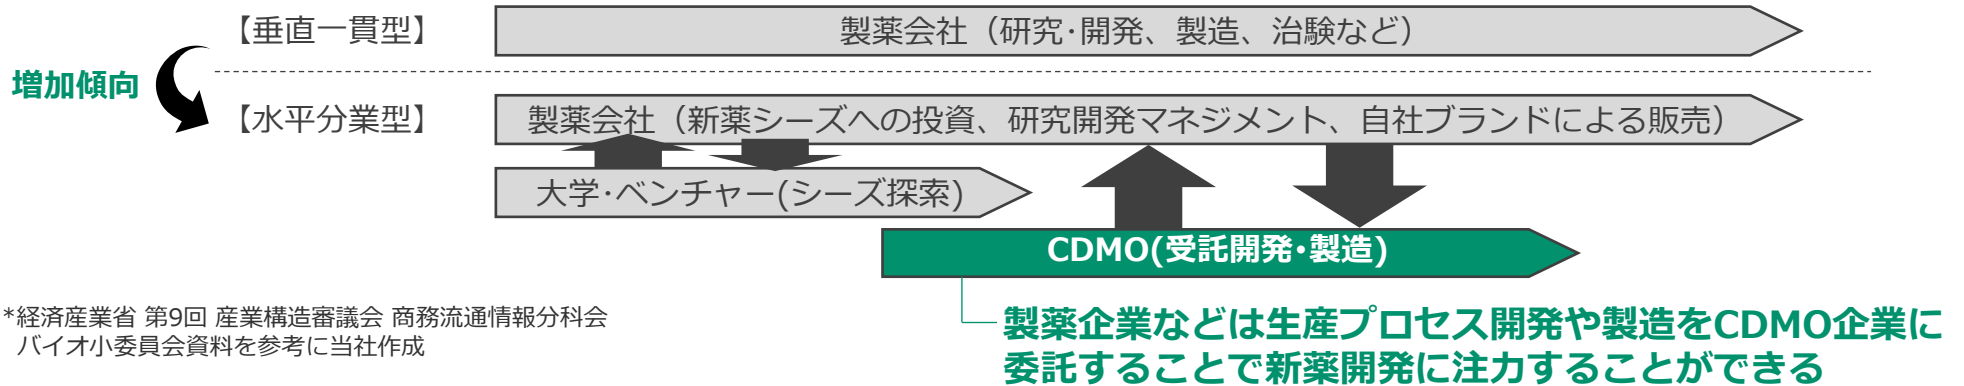 【垂直一貫型】
製薬会社（研究･開発、製造、治験など）
増加傾向
【水平分業型】
製薬会社（新薬シーズへの投資、研究開発マネジメント、自社ブランドによる販売）
大学･ベンチャー(シーズ探索)
CDMO(受託開発･製造)
製薬企業などは生産プロセス開発や製造をCDMO企業に
委託することで新薬開発に注力することができる
*経済産業省 第9回 産業構造審議会 商務流通情報分科会
バイオ小委員会資料を参考に当社作成